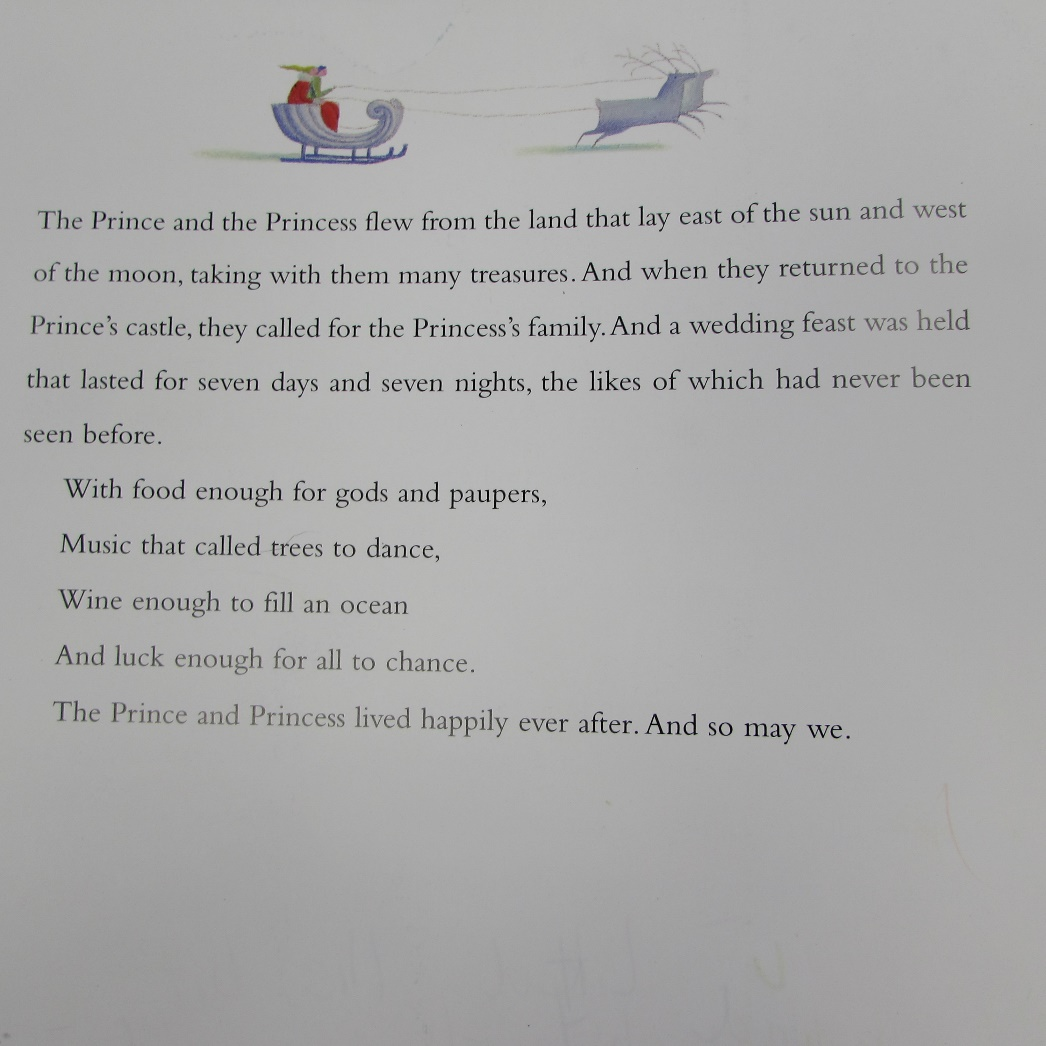 The Prince and the Princess flew from the land that lay east of the sun and west
of the moon, taking with them many treasures. And when they returned to the
Prince's castle, they called for the Princess's family. And a wedding feast was held
that lasted for seven days and seven nights, the likes of which had never been
seen before.
With food enough for gods and paupers,
Music that called trees to dance,
Wine enough to fill an ocean
And luck enough for all to chance.
The Prince and Princess lived happily ever after. And so may we.